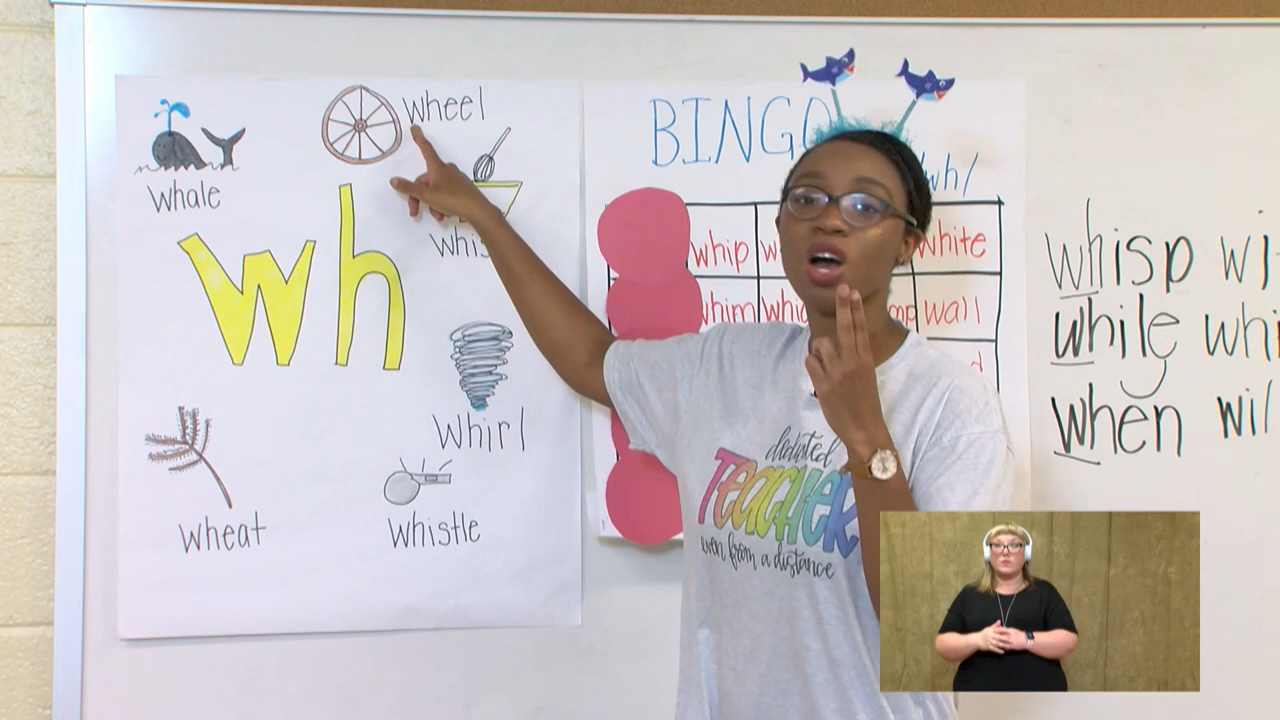 whale
wheel
wh
whirl
wheat
whistle
BINGO
/wh/
whip
white
whim
wall
whisp
while
when
dedicated
TEACHER
even from a distance